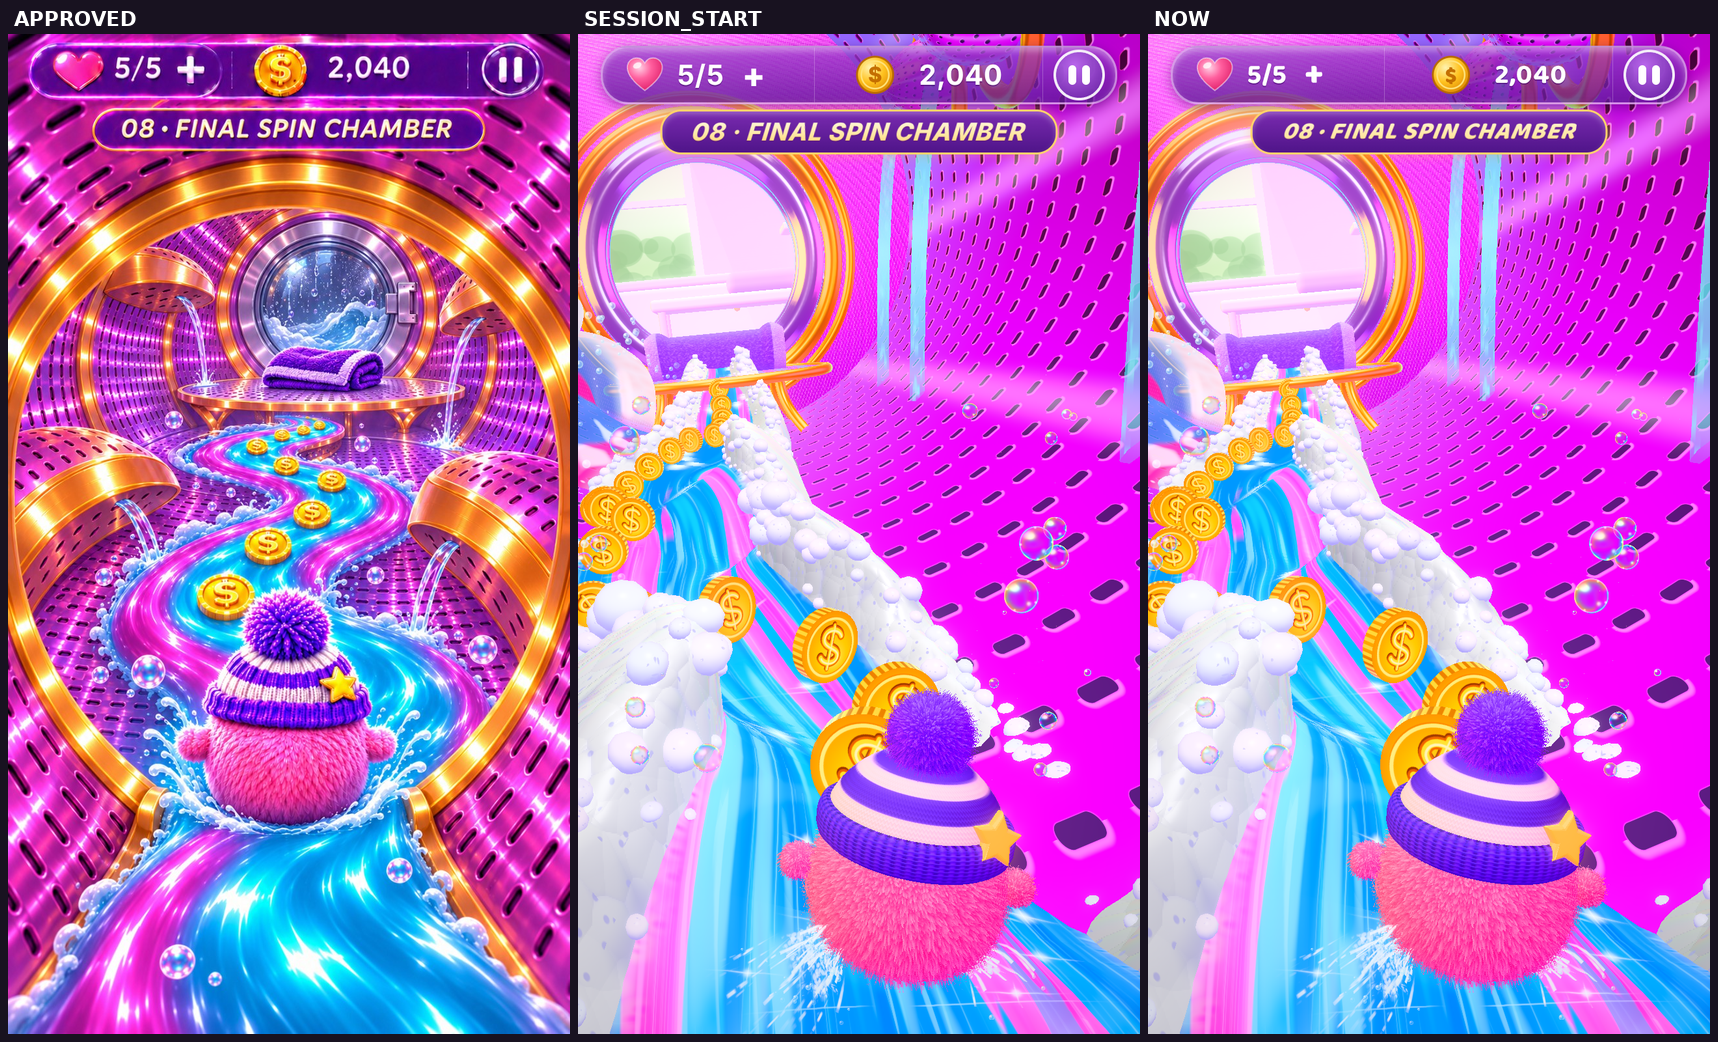 APPROVED
5/5 +
$ 2,040
08 • FINAL SPIN CHAMBER
SESSION_START
5/5 +
$ 2,040
08 · FINAL SPIN CHAMBER
NOW
5/5 +
$ 2,040
08 · FINAL SPIN CHAMBER